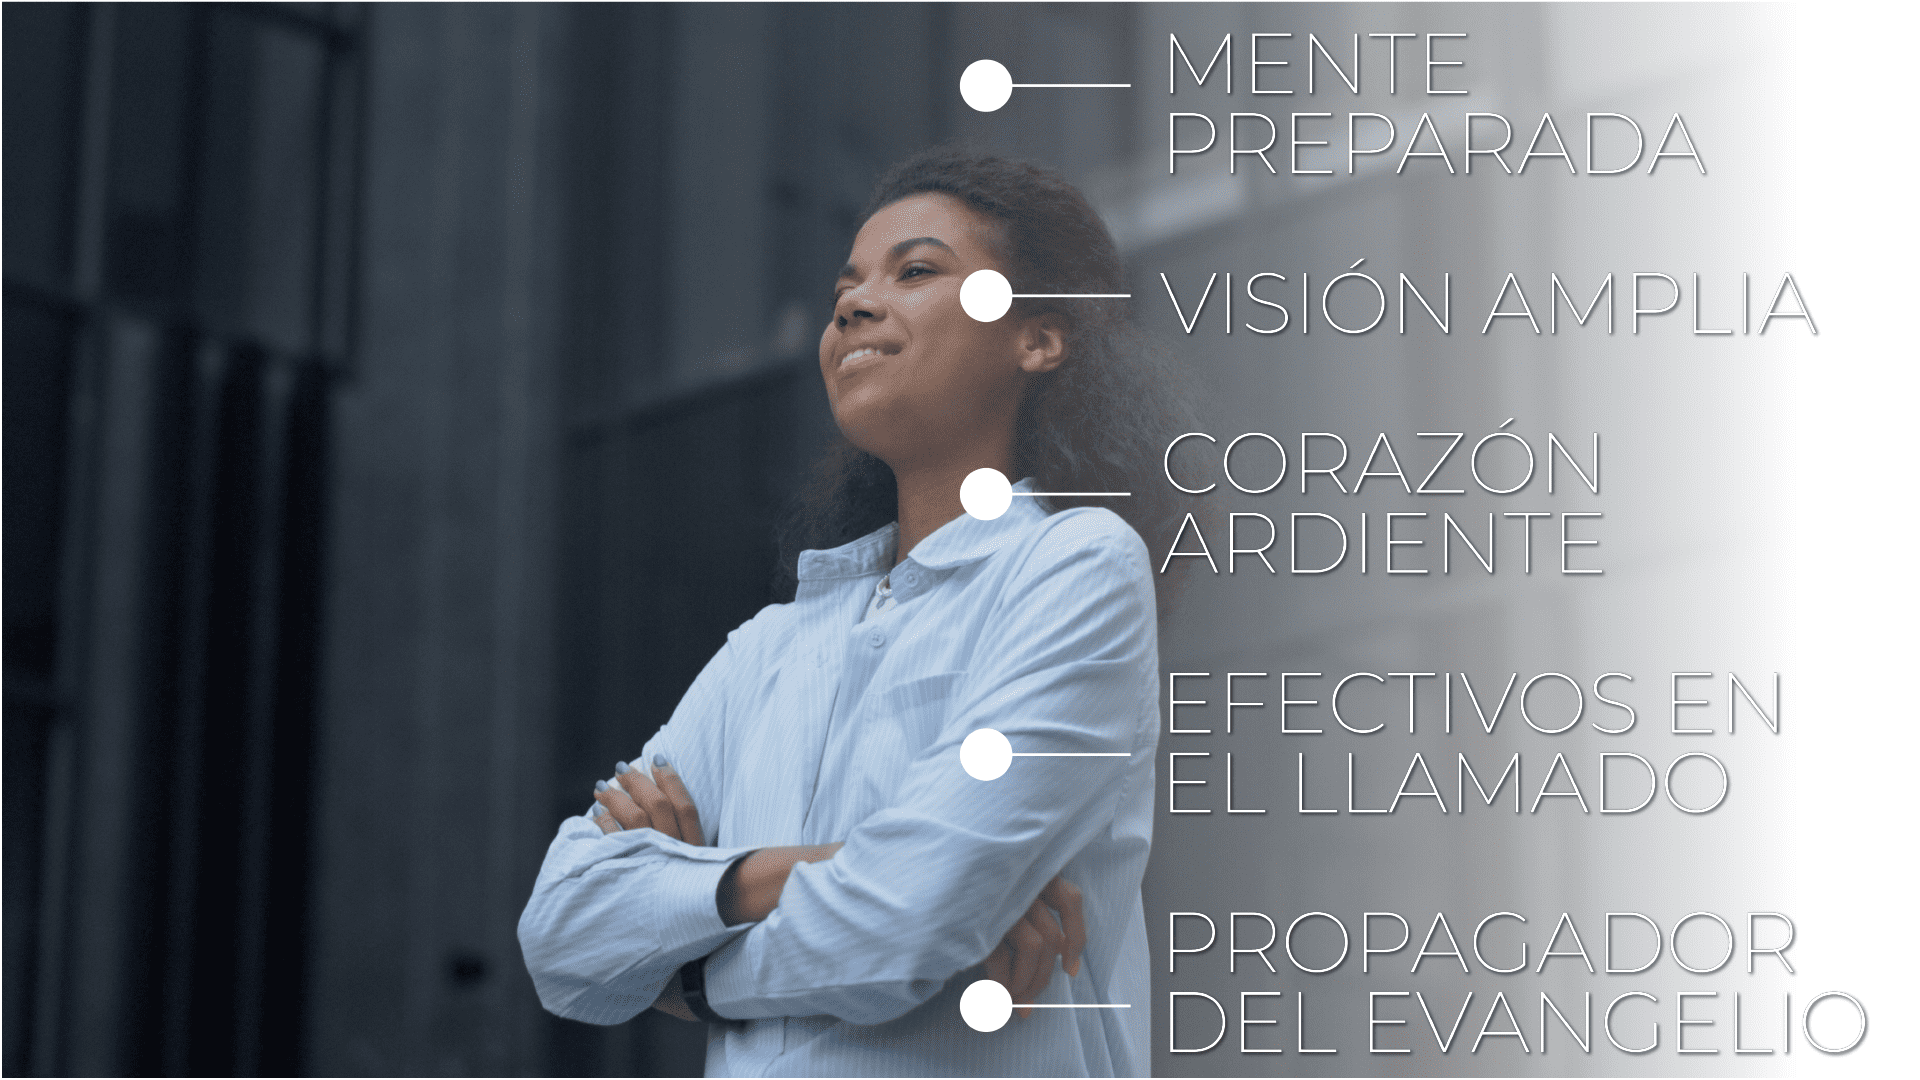 MENTE
PREPARADA
VISIÓN AMPLIA
CORAZÓN
ARDIENTE
EFECTIVOS EN
EL LLAMADO
PROPAGADOR
DEL EVANGELIO